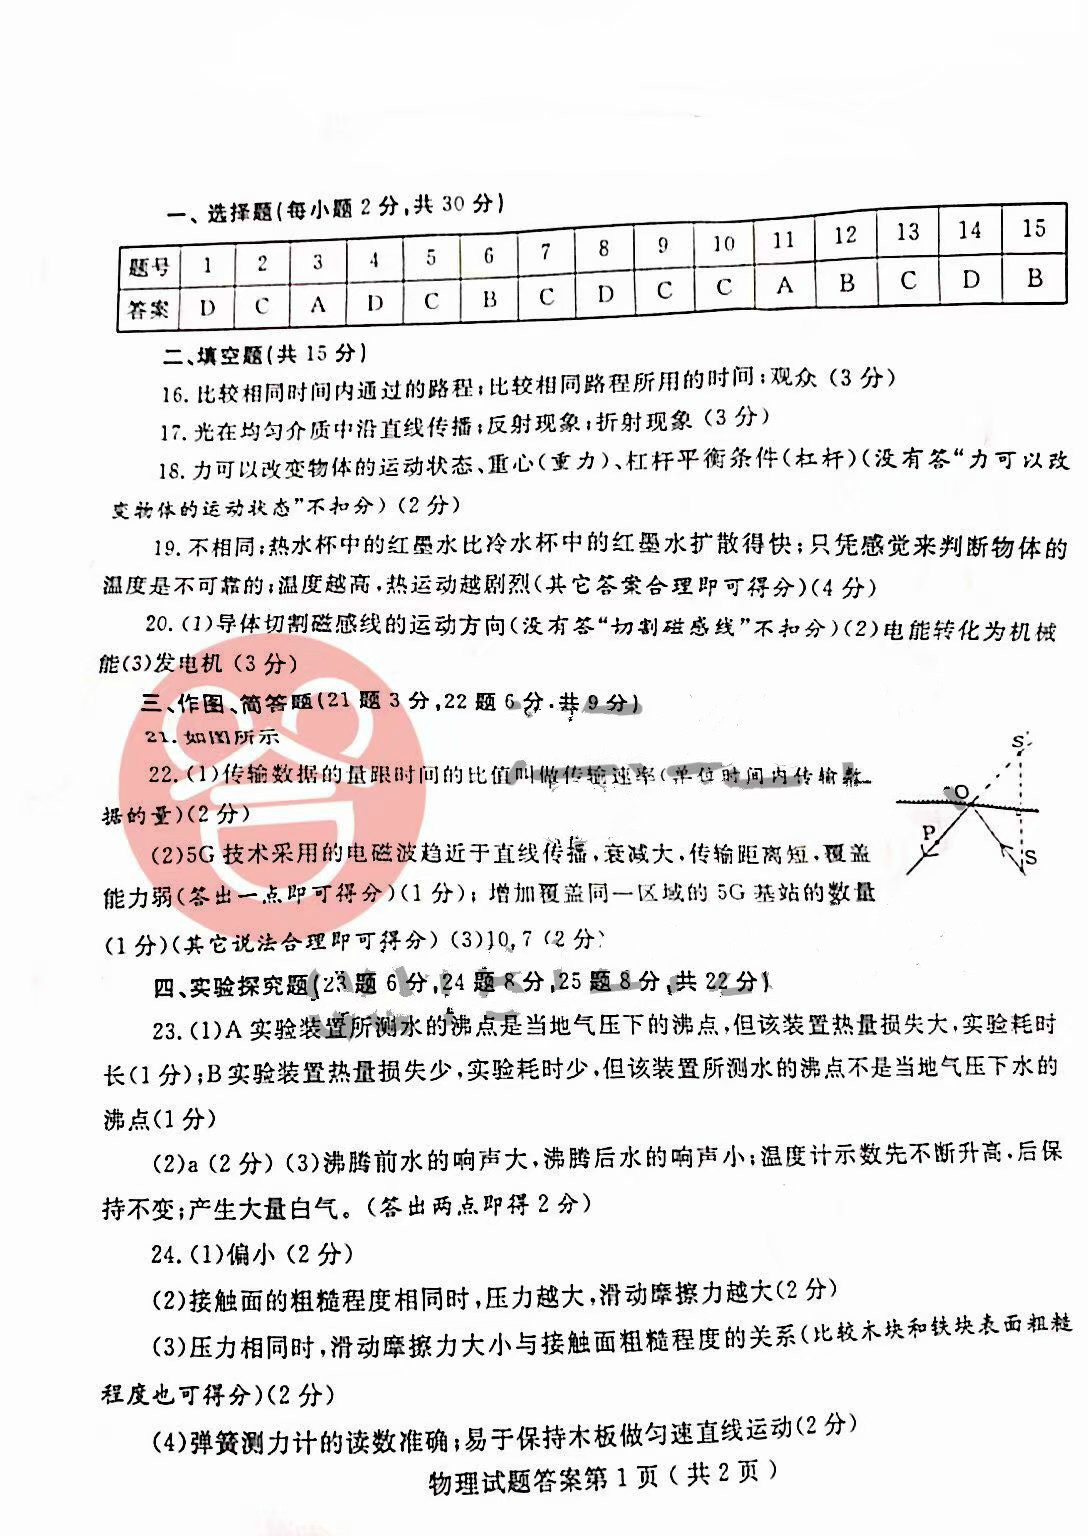 一、选择题(每小题2分,共30分)
题号 1 2 3 4 5 6 7 8 9 10 11 12 13 14 15
答案 D C A D C B C D C C A B C D B
二、填空题(共15分)
16.比较相同时间内通过的路程;比较相同路程所用的时间;观众(3分)
17.光在均匀介质中沿直线传播;反射现象;折射现象(3分)
18.力可以改变物体的运动状态、重心(重力)、杠杆平衡条件(杠杆)(没有答“力可以改
变物体的运动状态”不扣分)(2分)
19.不相同;热水杯中的红墨水比冷水杯中的红墨水扩散得快;只凭感觉来判断物体的
温度是不可靠的;温度越高,热运动越剧烈(其它答案合理即可得分)(4分)
20.(1)导体切割磁感线的运动方向(没有答“切割磁感线”不扣分)(2)电能转化为机械
能(3)发电机(3分)
三、作图、简答题(21题3分,22题6分.共9分)
21.如图所示
22.(1)传输数据的量跟时间的比值叫做传输速率(单位时间内传输数
据的量)(2分)
(2)5G技术采用的电磁波趋近于直线传播,衰减大,传输距离短,覆盖
能力弱(答出一点即可得分)(1分);增加覆盖同一区域的5G基站的数量
(1分)(其它说法合理即可得分)(3)10,7(2分)
S'
O
P
S
四、实验探究题(23题6分,24题8分,25题8分,共22分)
23.(1)A实验装置所测水的沸点是当地气压下的沸点,但该装置热量损失大,实验耗时
长(1分);B实验装置热量损失少,实验耗时少,但该装置所测水的沸点不是当地气压下水的
沸点(1分)
(2)a(2分)(3)沸腾前水的响声大,沸腾后水的响声小;温度计示数先不断升高,后保
持不变;产生大量白气。(答出两点即得2分)
24.(1)偏小(2分)
(2)接触面的粗糙程度相同时,压力越大,滑动摩擦力越大(2分)
(3)压力相同时,滑动摩擦力大小与接触面粗糙程度的关系(比较木块和铁块表面粗糙
程度也可得分)(2分)
(4)弹簧测力计的读数准确;易于保持木板做匀速直线运动(2分)
物理试题答案第1页(共2页)